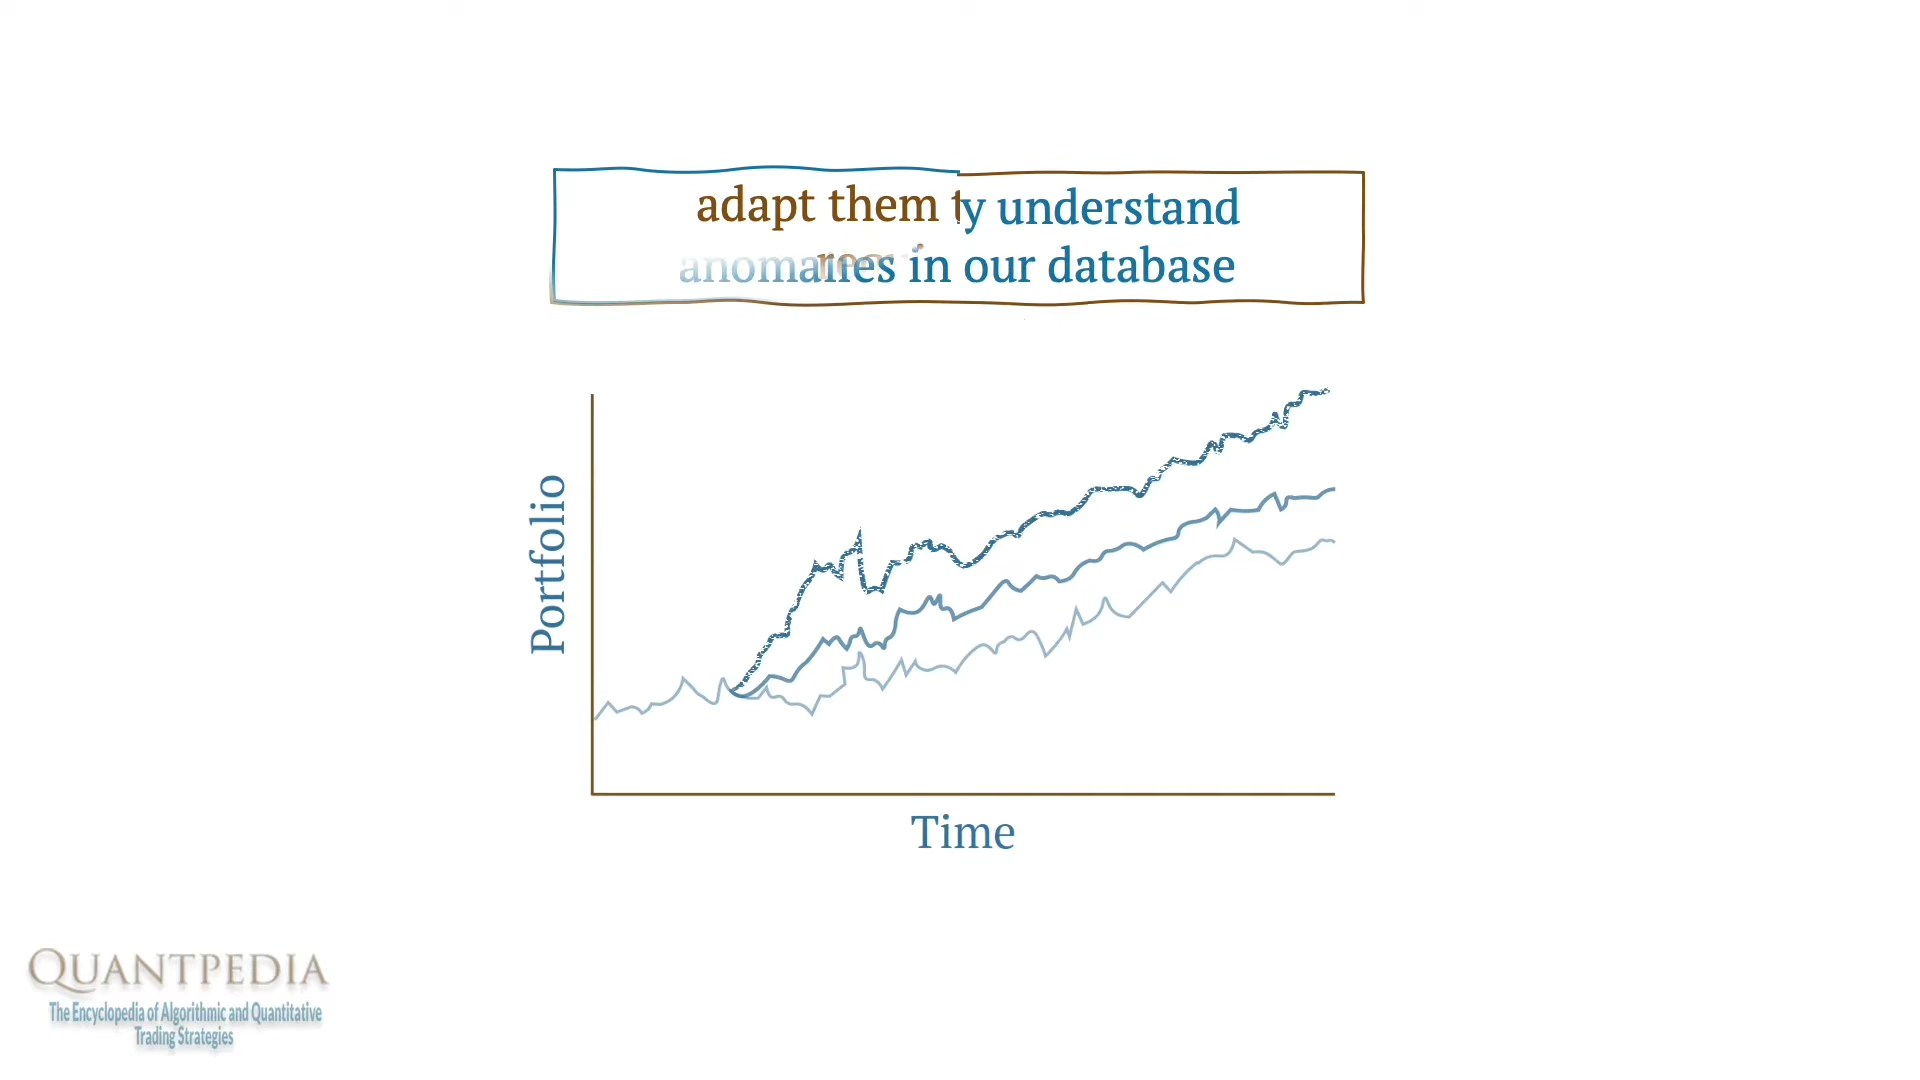 adapt them ty understand
anomalies in our database
Portfolio
Time
QUANTPEDIA
The Encyclopedia of Algorithmic and Quantitative
Trading Strategies